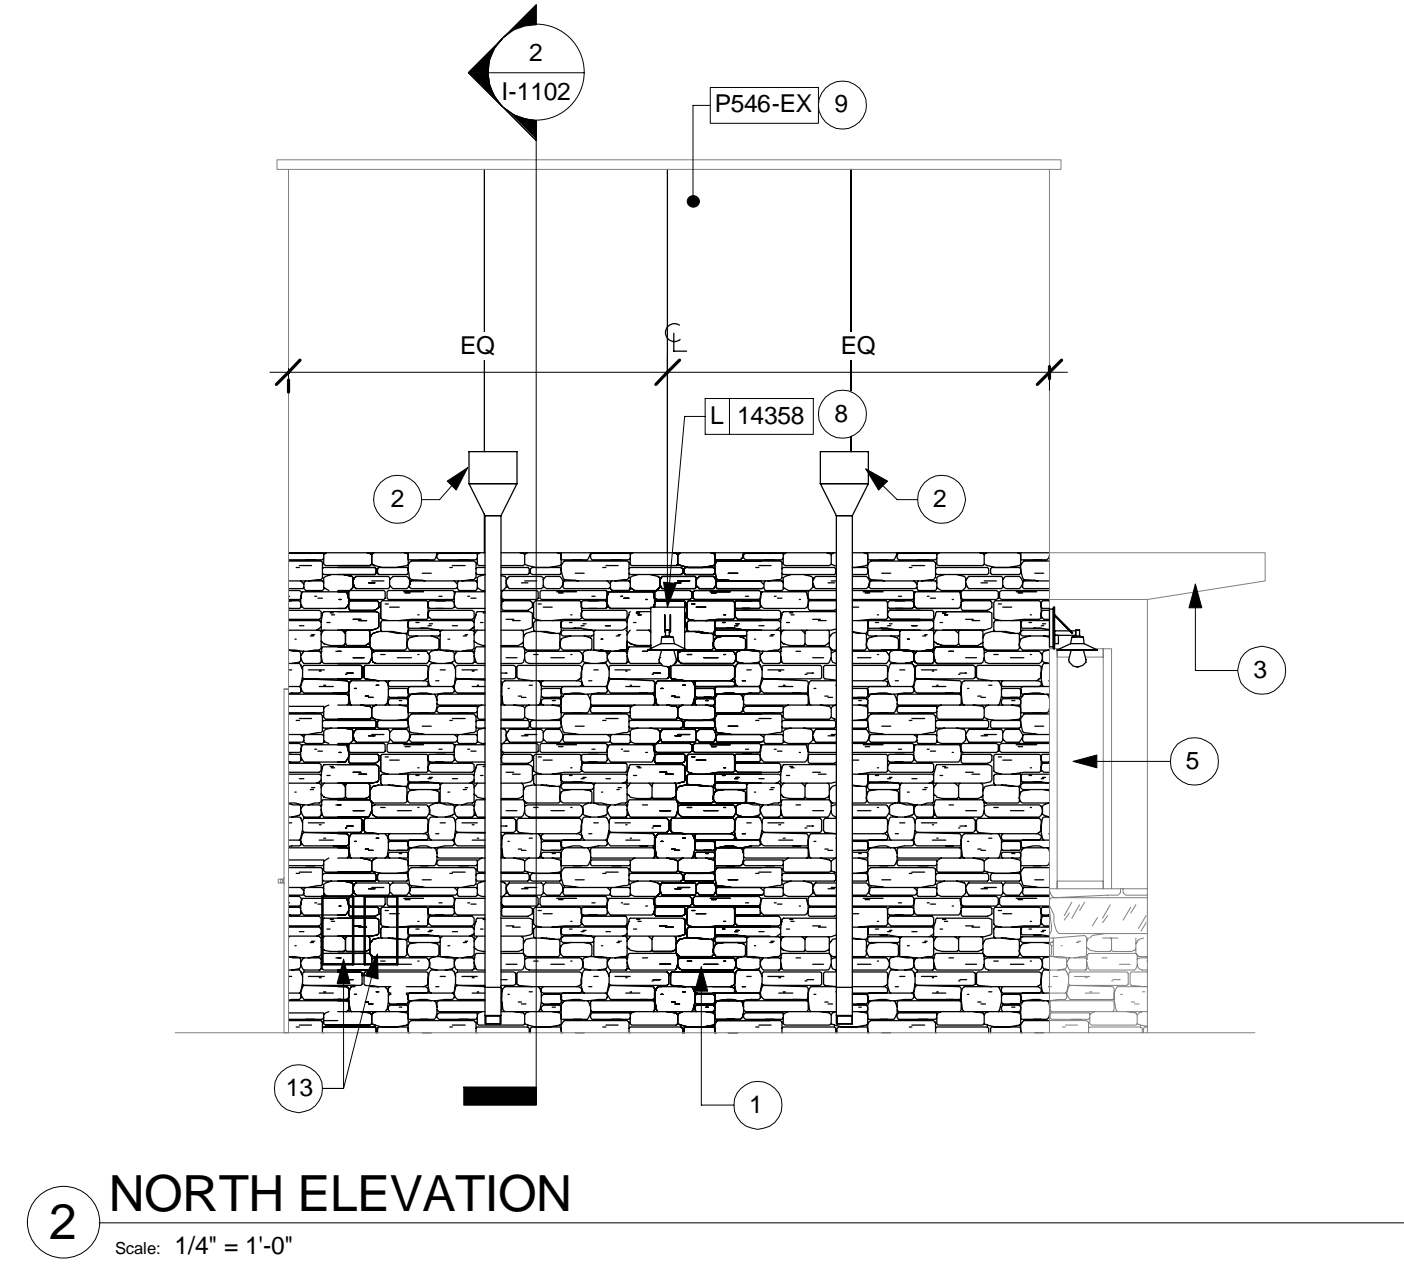 2
I-1102
P546-EX 9
EQ
℄
EQ
L 14358 8
2
2
3
5
13
1
2 NORTH ELEVATION
Scale: 1/4" = 1'-0"